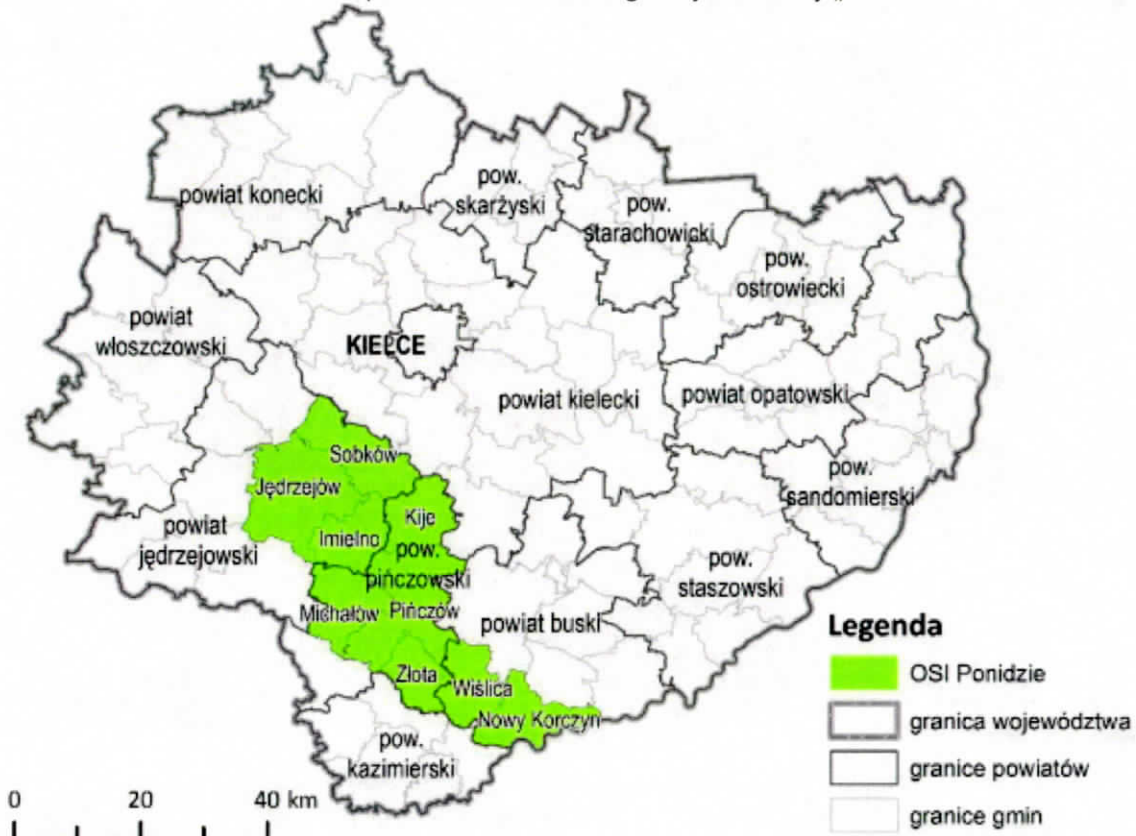 powiat konecki
pow.
skarżyski
pow.
starachowicki
pow.
ostrowiecki
powiat
włoszczowski
KIELCE
powiat kielecki
powiat opatowski
Sobków
Jędrzejów
pow.
sandomierski
Kije
powiat
jędrzejowski
Imielno
pow.
pińczowski
pow.
staszowski
Michałów
Pińczów
powiat buski
Złota
Wiślica
Nowy Korczyn
pow.
kazimierski
Legenda
OSI Ponidzie
granica województwa
granice powiatów
granice gmin
0 20 40 km